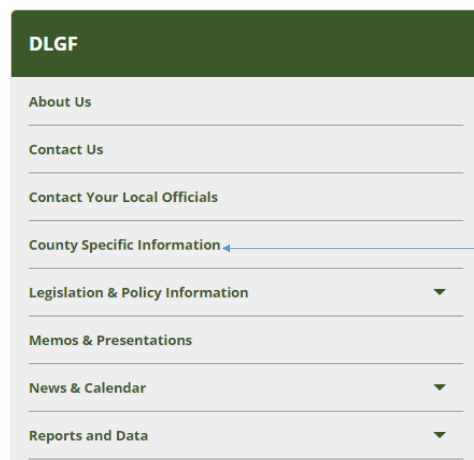 DLGF
About Us
Contact Us
Contact Your Local Officials
County Specific Information
Legislation & Policy Information
Memos & Presentations
News & Calendar
Reports and Data